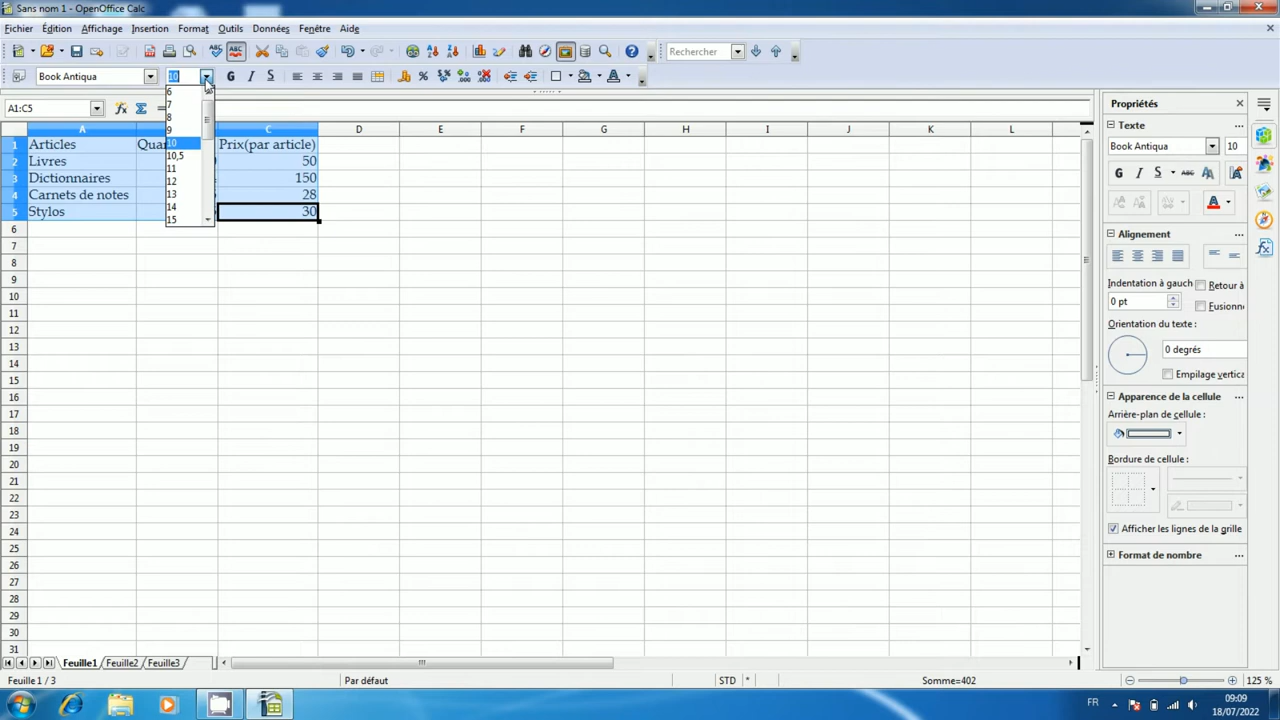 Sans nom 1 - OpenOffice Calc
Fichier Édition Affichage Insertion Format Outils Données Fenêtre Aide
Rechercher
Book Antiqua 10 G I S
A1:C5
6
7
8
9
10
10,5
11
12
13
14
15
A B C D E F G H I J K L
1 Articles Prix(par article)
2 Livres 50
3 Dictionnaires 150
4 Carnets de notes 28
5 Stylos 30
6
7
8
9
10
11
12
13
14
15
16
17
18
19
20
21
22
23
24
25
26
27
28
29
30
31
Propriétés
Texte
Book Antiqua 10
G I S
Alignement
Indentation à gauch Retour à
0 pt Fusionn
Orientation du texte :
0 degrés
Empilage vertica
Apparence de la cellule
Arrière-plan de cellule :
Bordure de cellule :
Afficher les lignes de la grille
Format de nombre
Feuille1 Feuille2 Feuille3
Feuille 1 / 3 Par défaut STD * Somme=402 125 %
FR 09:09
18/07/2022